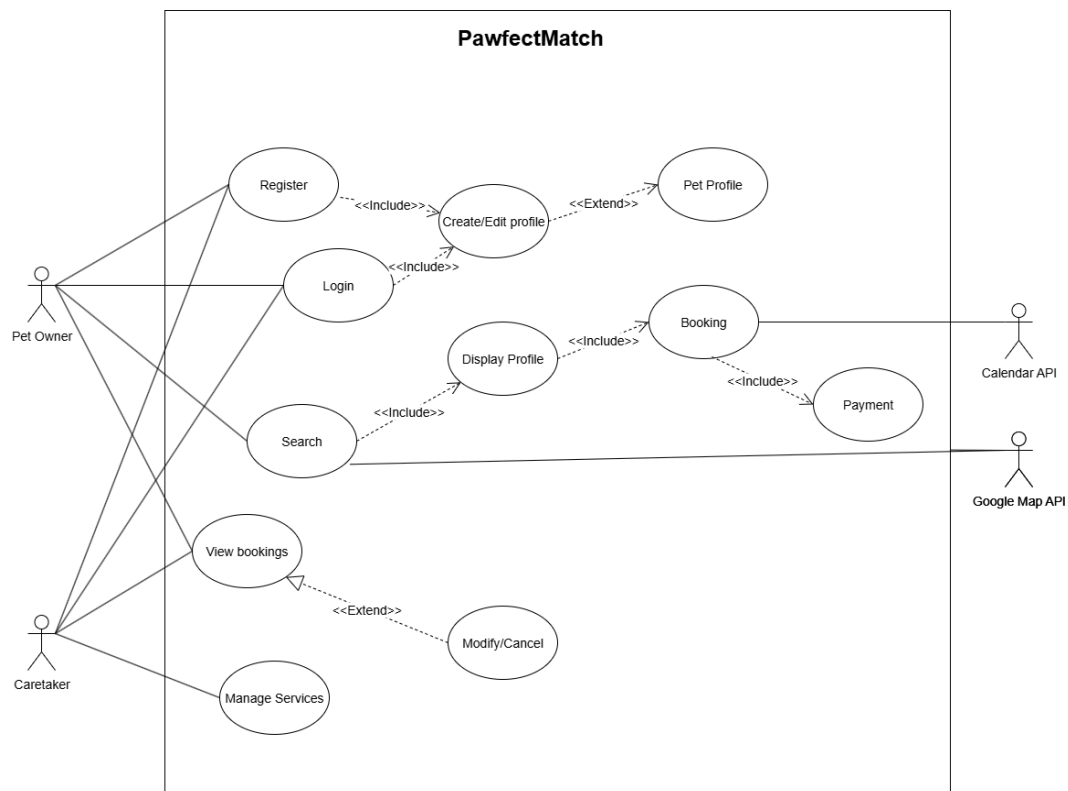 PawfectMatch
Register
<<Include>>
Create/Edit profile
<<Extend>>
Pet Profile
Login
<<Include>>
Pet Owner
Display Profile
<<Include>>
Booking
Calendar API
<<Include>>
Payment
Search
<<Include>>
Google Map API
View bookings
<<Extend>>
Modify/Cancel
Caretaker
Manage Services